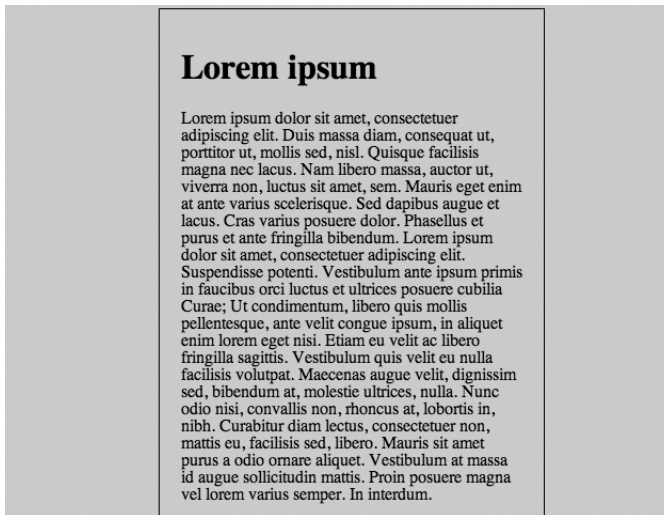 Lorem ipsum
Lorem ipsum dolor sit amet, consectetuer
adipiscing elit. Duis massa diam, consequat ut,
porttitor ut, mollis sed, nisl. Quisque facilisis
magna nec lacus. Nam libero massa, auctor ut,
viverra non, luctus sit amet, sem. Mauris eget enim
at ante varius scelerisque. Sed dapibus augue et
lacus. Cras varius posuere dolor. Phasellus et
purus et ante fringilla bibendum. Lorem ipsum
dolor sit amet, consectetuer adipiscing elit.
Suspendisse potenti. Vestibulum ante ipsum primis
in faucibus orci luctus et ultrices posuere cubilia
Curae; Ut condimentum, libero quis mollis
pellentesque, ante velit congue ipsum, in aliquet
enim lorem eget nisi. Etiam eu velit ac libero
fringilla sagittis. Vestibulum quis velit eu nulla
facilisis volutpat. Maecenas augue velit, dignissim
sed, bibendum at, molestie ultrices, nulla. Nunc
odio nisi, convallis non, rhoncus at, lobortis in,
nibh. Curabitur diam lectus, consectetuer non,
mattis eu, facilisis sed, libero. Mauris sit amet
purus a odio ornare aliquet. Vestibulum at massa
id augue sollicitudin mattis. Proin posuere magna
vel lorem varius semper. In interdum.